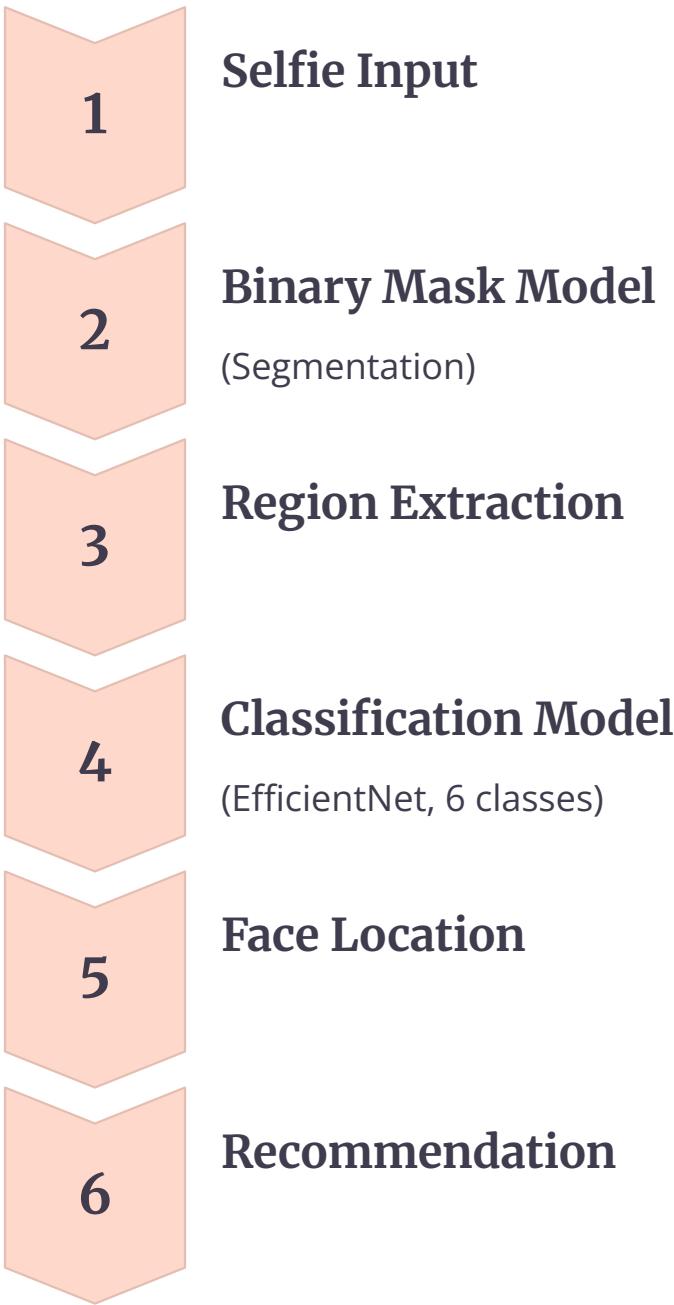 1
Selfie Input
2
Binary Mask Model
(Segmentation)
3
Region Extraction
4
Classification Model
(EfficientNet, 6 classes)
5
Face Location
6
Recommendation